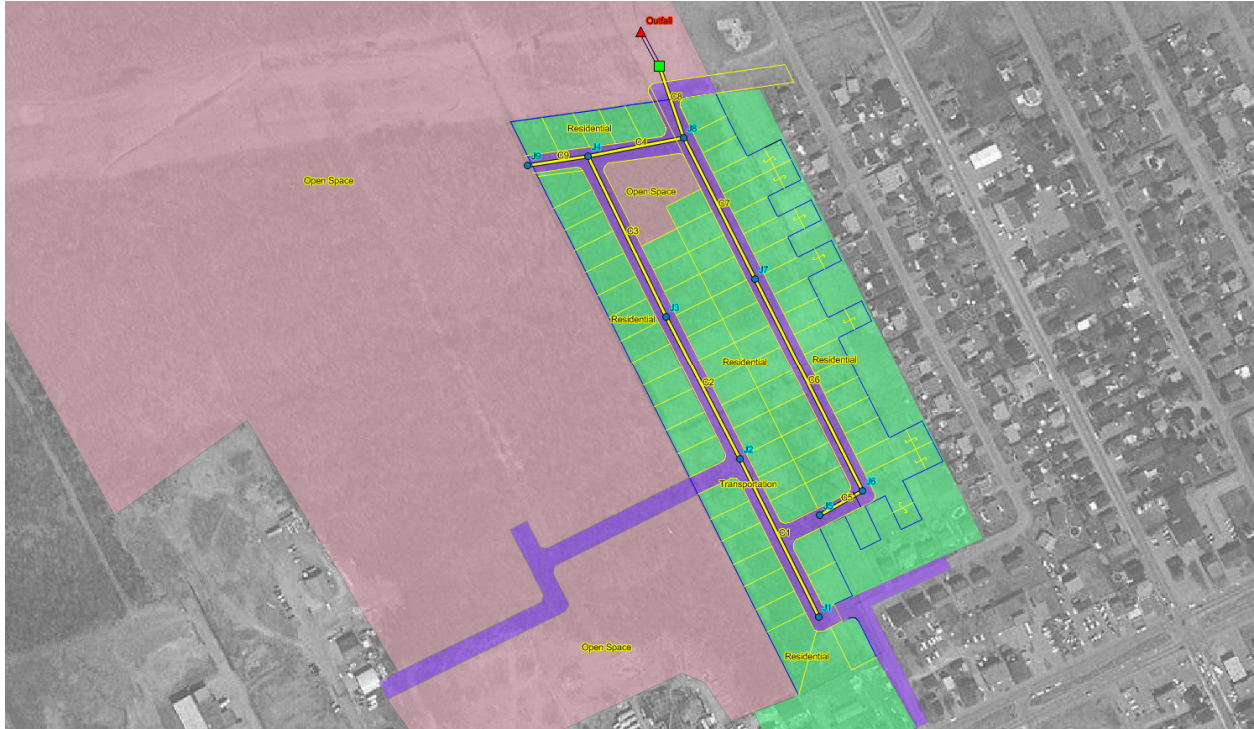 Outfall
C8
Residential
J8
C4
J4
C9
J9
Open Space
Open Space
C7
C3
J7
J3
Residential
Residential
Residential
C6
C2
J2
Transportation
J6
C5
J5
C1
J1
Open Space
Residential